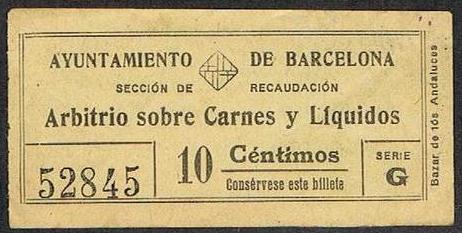 AYUNTAMIENTO DE BARCELONA
SECCIÓN DE RECAUDACIÓN
Arbitrio sobre Carnes y Líquidos
52845
10 Céntimos
Consérvese este billete
SERIE
G
Bazar de lós Andaluces